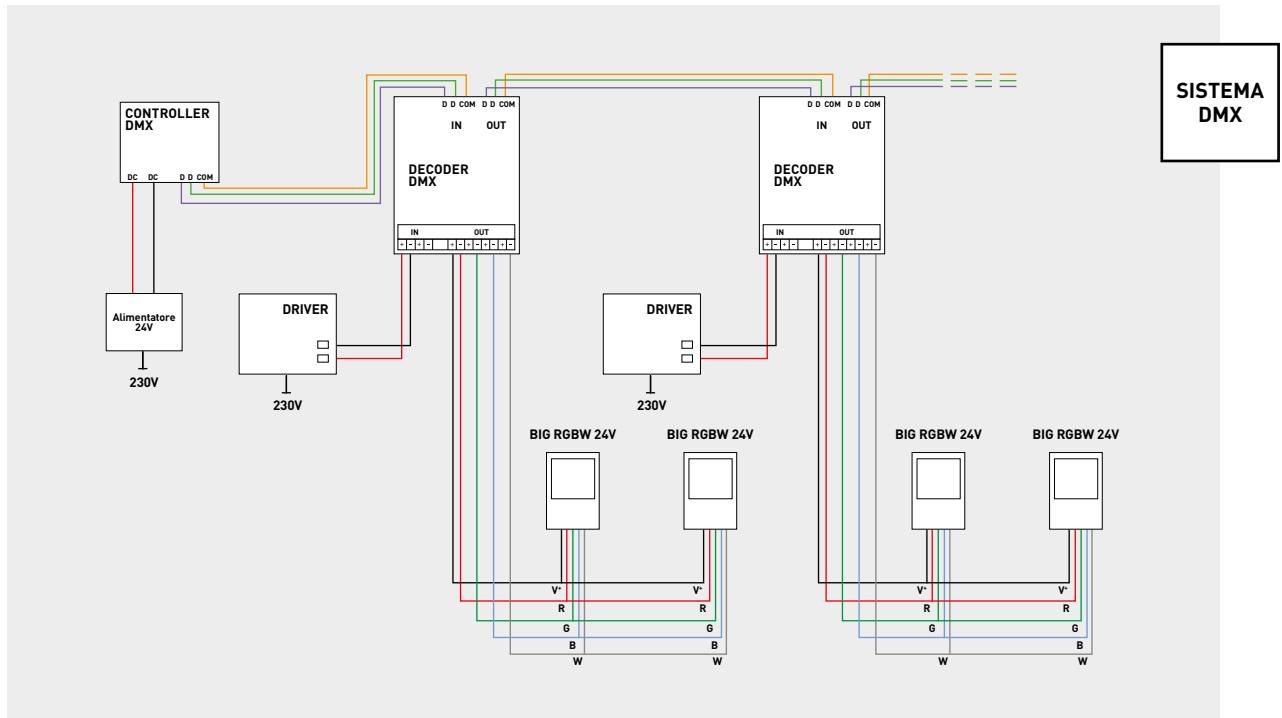 SISTEMA
DMX
CONTROLLER
DMX
DC DC D D COM
D D COM D D COM
IN OUT
DECODER
DMX
IN OUT
+ - + - + - + - + - + -
D D COM D D COM
IN OUT
DECODER
DMX
IN OUT
+ - + - + - + - + - + -
Alimentatore
24V
230V
DRIVER
230V
DRIVER
230V
BIG RGBW 24V BIG RGBW 24V
BIG RGBW 24V BIG RGBW 24V
V+ V+
R R
G G
B B
W W
V+ V+
R R
G G
B B
W W